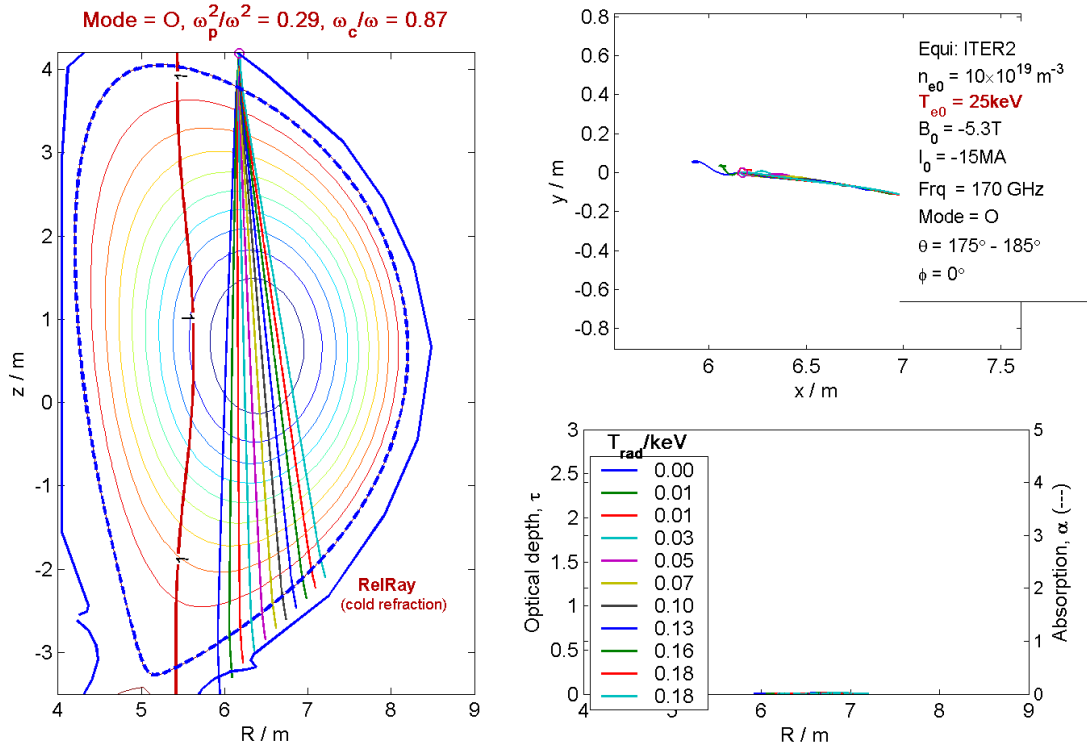 Mode = O, ω_p^2/ω^2 = 0.29, ω_c/ω = 0.87
4
3
2
1
0
-1
-2
-3
z / m
1
1
1
RelRay
(cold refraction)
4 5 6 7 8 9
R / m
0.8
0.6
0.4
0.2
0
-0.2
-0.4
-0.6
-0.8
y / m
6 6.5 7 7.5
x / m
Equi: ITER2
n_e0 = 10×10^19 m^-3
T_e0 = 25keV
B_0 = -5.3T
I_0 = -15MA
Frq = 170 GHz
Mode = O
θ = 175° - 185°
ϕ = 0°
3
2.5
2
1.5
1
0.5
0
Optical depth, τ
T_rad/keV
0.00
0.01
0.01
0.03
0.05
0.07
0.10
0.13
0.16
0.18
0.18
5
4
3
2
1
0
Absorption, α (---)
4 5 6 7 8 9
R / m